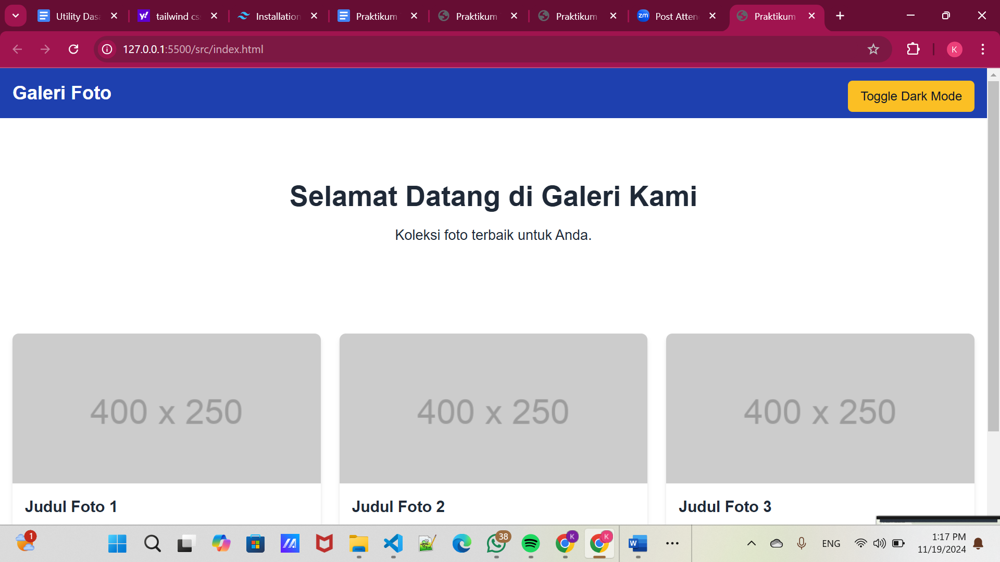 Utility Das
tailwind cs
Installation
Praktikum
Praktikum
Praktikum
zm
Post Atten
Praktikum
127.0.0.1:5500/src/index.html
K
Galeri Foto
Toggle Dark Mode
Selamat Datang di Galeri Kami
Koleksi foto terbaik untuk Anda.
400 x 250
400 x 250
400 x 250
Judul Foto 1
Judul Foto 2
Judul Foto 3
1
38
K
K
W
ENG
1:17 PM
11/19/2024